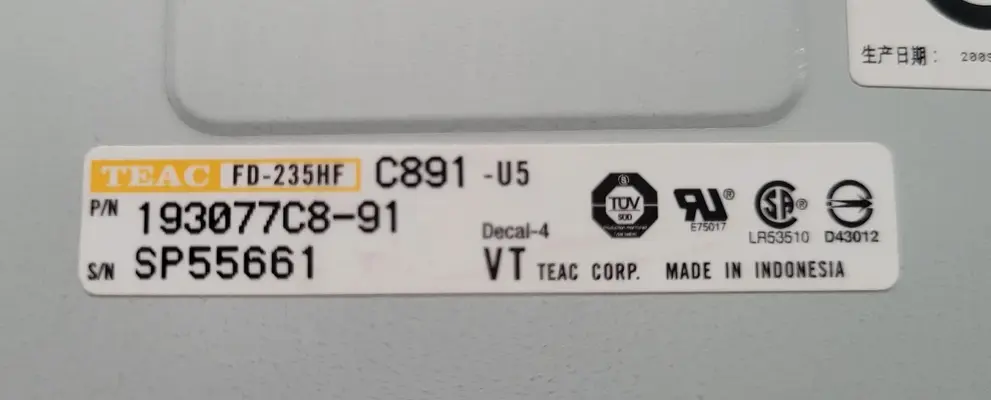 生产日期： 2009
TEAC FD-235HF C891 -U5
P/N 193077C8-91
Decal-4
S/N SP55661
VT TEAC CORP. MADE IN INDONESIA
TÜV
E75017
LR53510
D43012